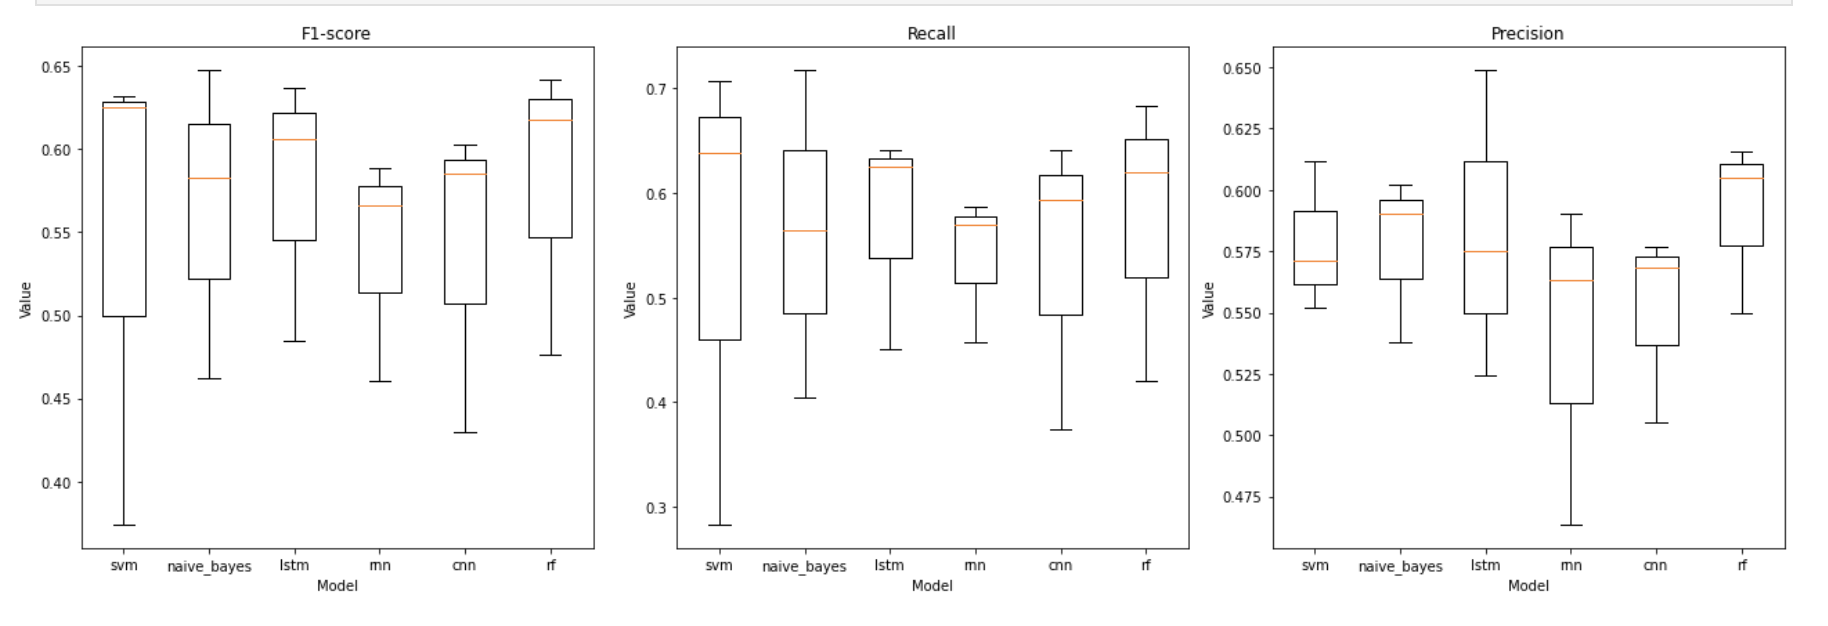 F1-score
0.65
0.60
0.55
0.50
0.45
0.40
Value
svm naive_bayes lstm rnn cnn rf
Model
Recall
0.7
0.6
0.5
0.4
0.3
Value
svm naive_bayes lstm rnn cnn rf
Model
Precision
0.650
0.625
0.600
0.575
0.550
0.525
0.500
0.475
Value
svm naive_bayes lstm rnn cnn rf
Model